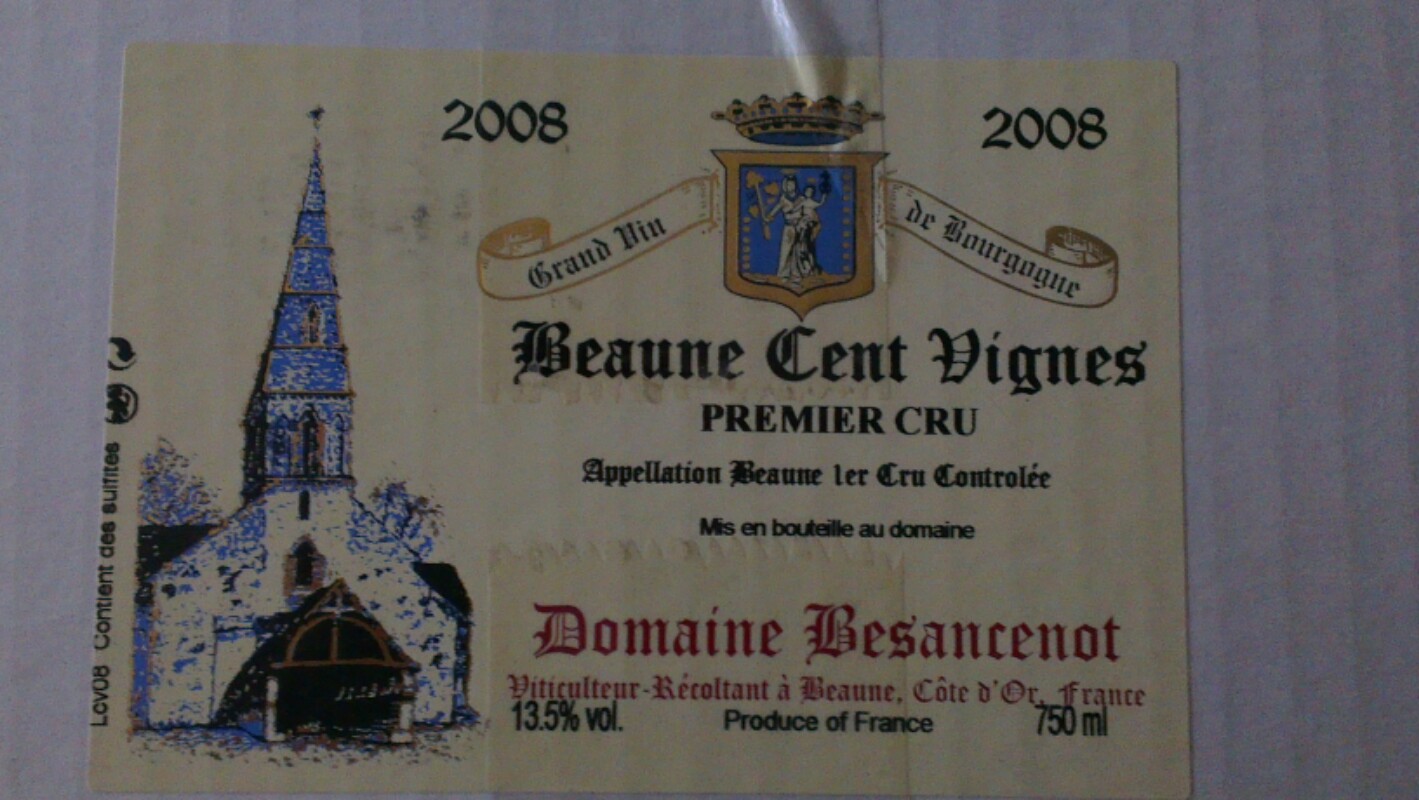 2008
2008
Grand Vin
de Bourgogne
Beaune Cent Vignes
PREMIER CRU
Appellation Beaune 1er Cru Controlée
Mis en bouteille au domaine
Domaine Besancenot
Viticulteur-Récoltant à Beaune, Côte d'Or, France
13.5% vol.
Produce of France
750 ml
Lcv08 Contient des sulfites